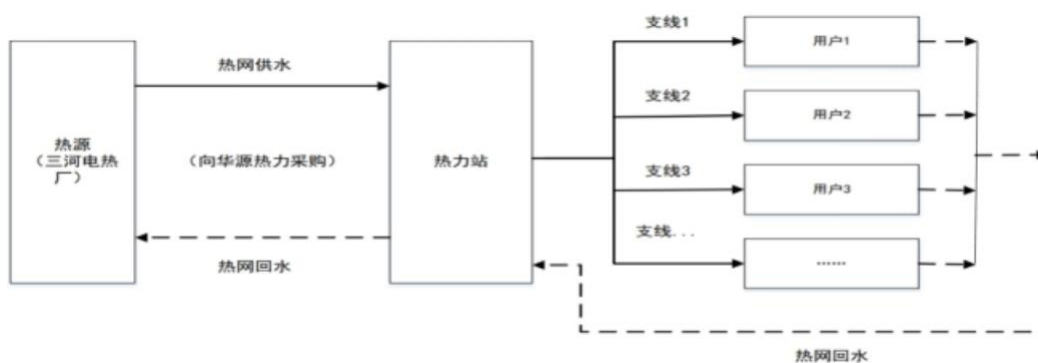 热网供水
热源
（三河电热
厂）
（向华源热力采购）
热网回水
热力站
支线1
用户1
支线2
用户2
支线3
用户3
支线...
......
热网回水